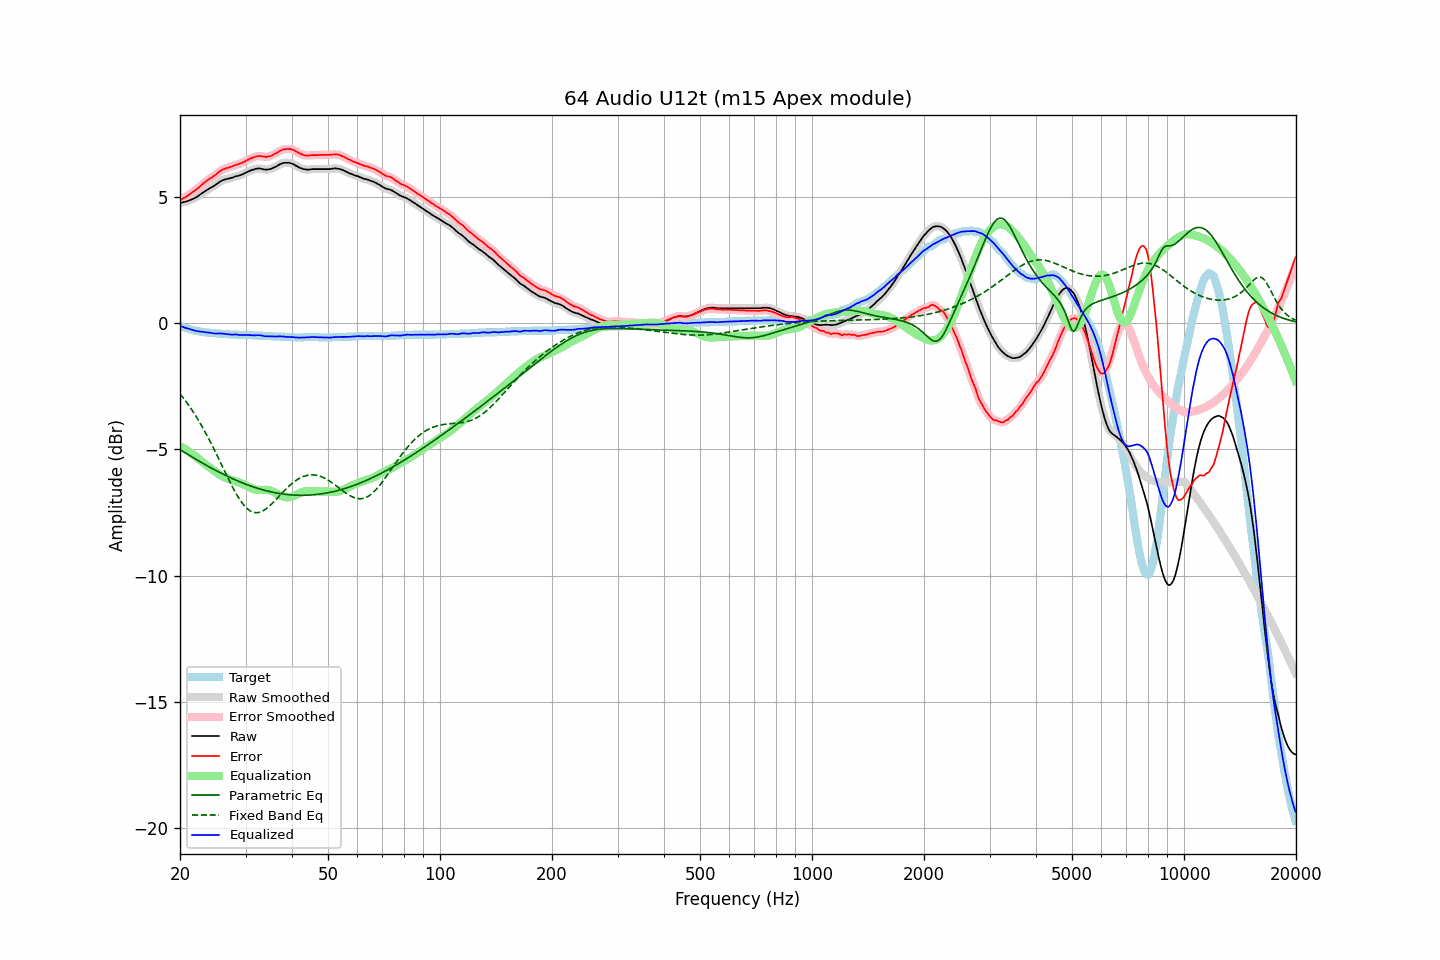 64 Audio U12t (m15 Apex module)
Amplitude (dBr)
5
0
−5
−10
−15
−20
Target
Raw Smoothed
Error Smoothed
Raw
Error
Equalization
Parametric Eq
Fixed Band Eq
Equalized
20 50 100 200 500 1000 2000 5000 10000 20000
Frequency (Hz)